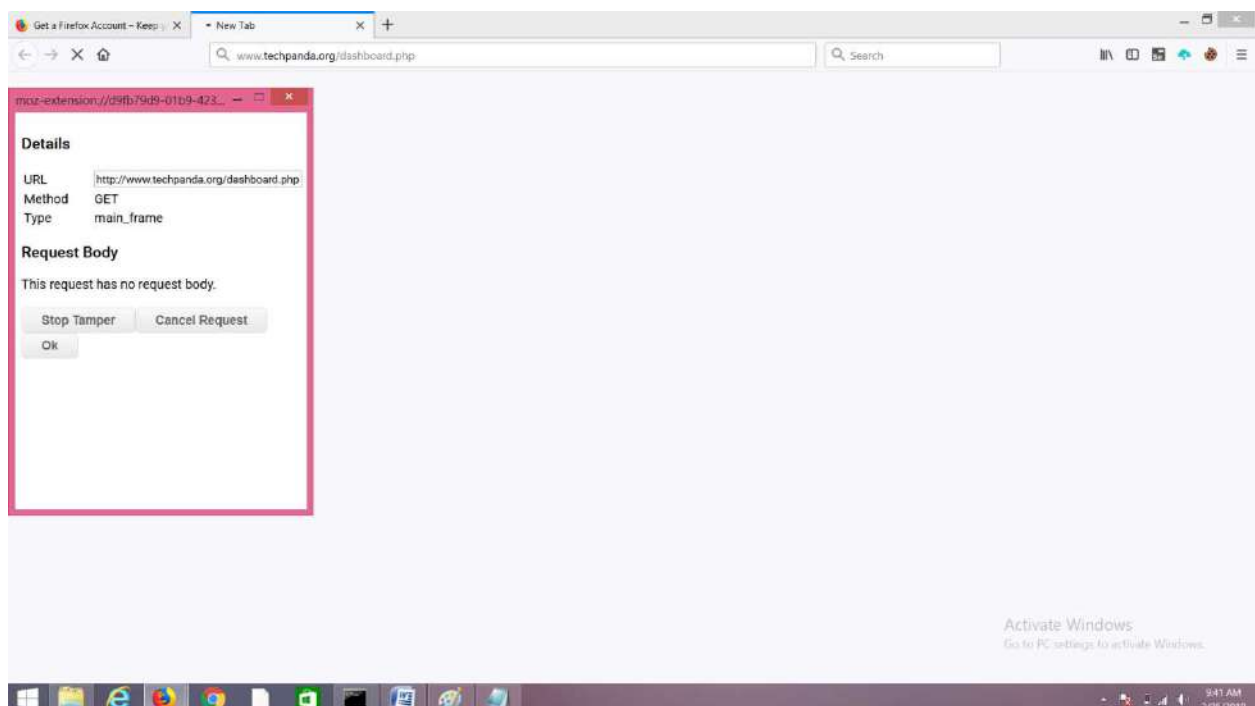 Get a Firefox Account – Keep
New Tab
www.techpanda.org/dashboard.php
Search
moz-extension://d9fb79d9-01b9-423...
Details
URL http://www.techpanda.org/dashboard.php
Method GET
Type main_frame
Request Body
This request has no request body.
Stop Tamper Cancel Request
Ok
Activate Windows
Go to PC settings to activate Windows.
9:41 AM